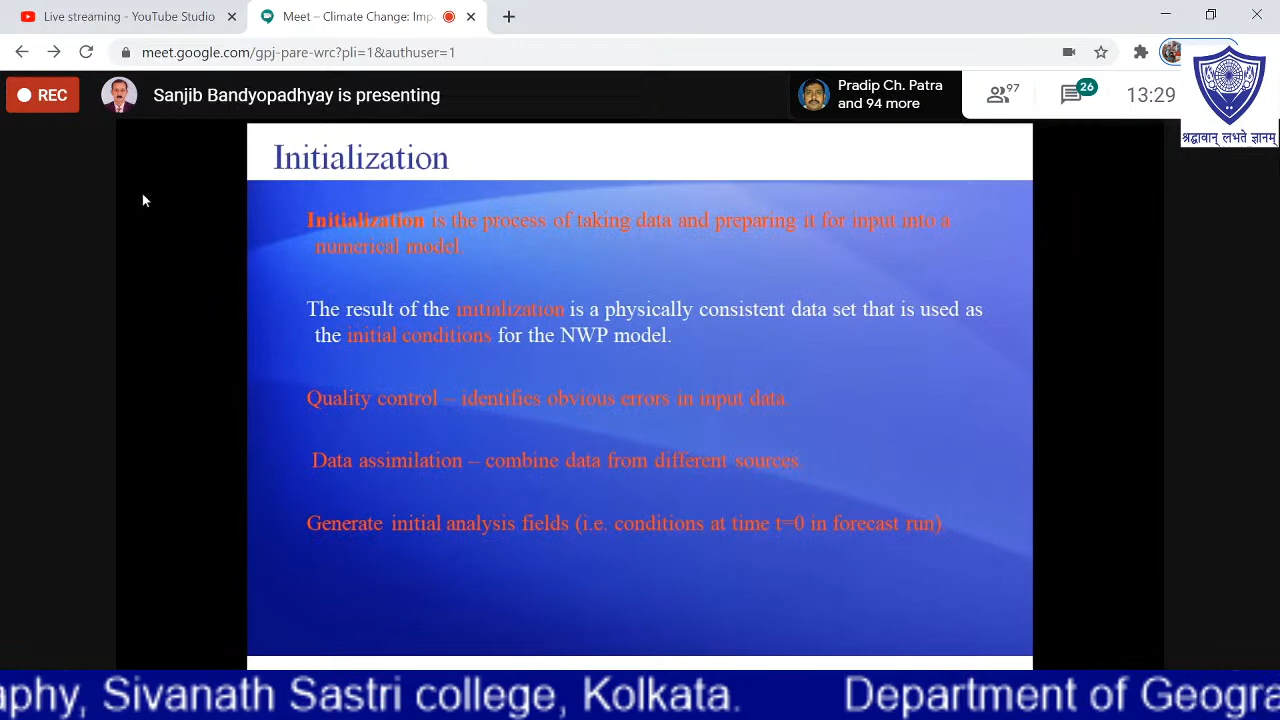 Live streaming - YouTube Studio
Meet – Climate Change: Imp
meet.google.com/gpj-pare-wrc?pli=1&authuser=1
REC
Sanjib Bandyopadhyay is presenting
Pradip Ch. Patra
and 94 more
97
26
13:29
श्रद्धावान् लभते ज्ञानम्
Initialization
Initialization is the process of taking data and preparing it for input into a
numerical model.
The result of the initialization is a physically consistent data set that is used as
the initial conditions for the NWP model.
Quality control – identifies obvious errors in input data.
Data assimilation – combine data from different sources.
Generate initial analysis fields (i.e. conditions at time t=0 in forecast run)
aphy, Sivanath Sastri college, Kolkata. Department of Geogra